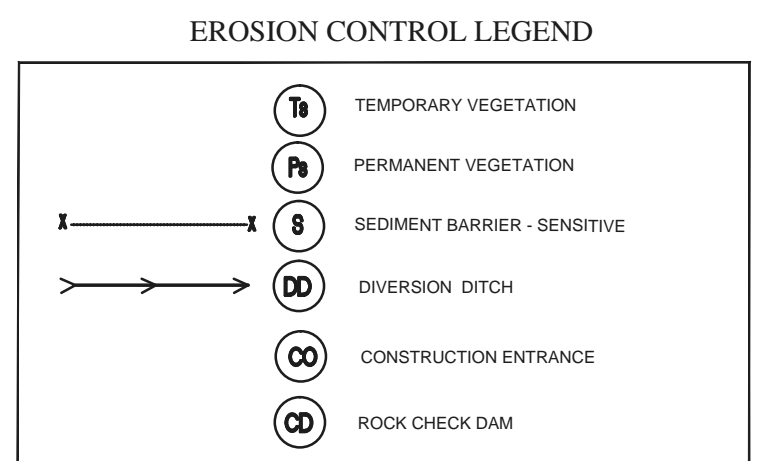 EROSION CONTROL LEGEND
Ts TEMPORARY VEGETATION
Ps PERMANENT VEGETATION
X X S SEDIMENT BARRIER - SENSITIVE
DD DIVERSION DITCH
CO CONSTRUCTION ENTRANCE
CD ROCK CHECK DAM